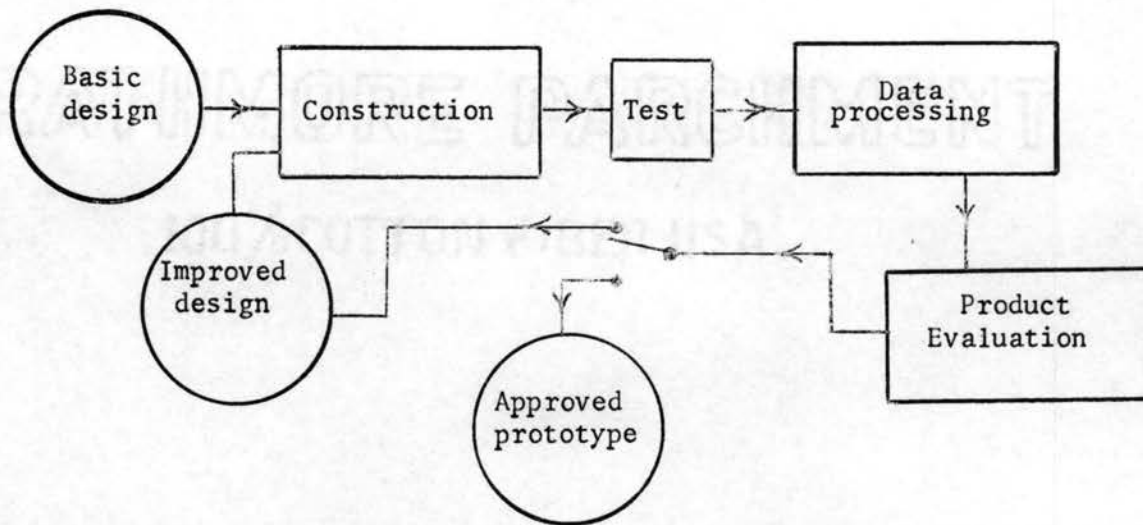 Basic
design
Construction
Test
Data
processing
Improved
design
Product
Evaluation
Approved
prototype